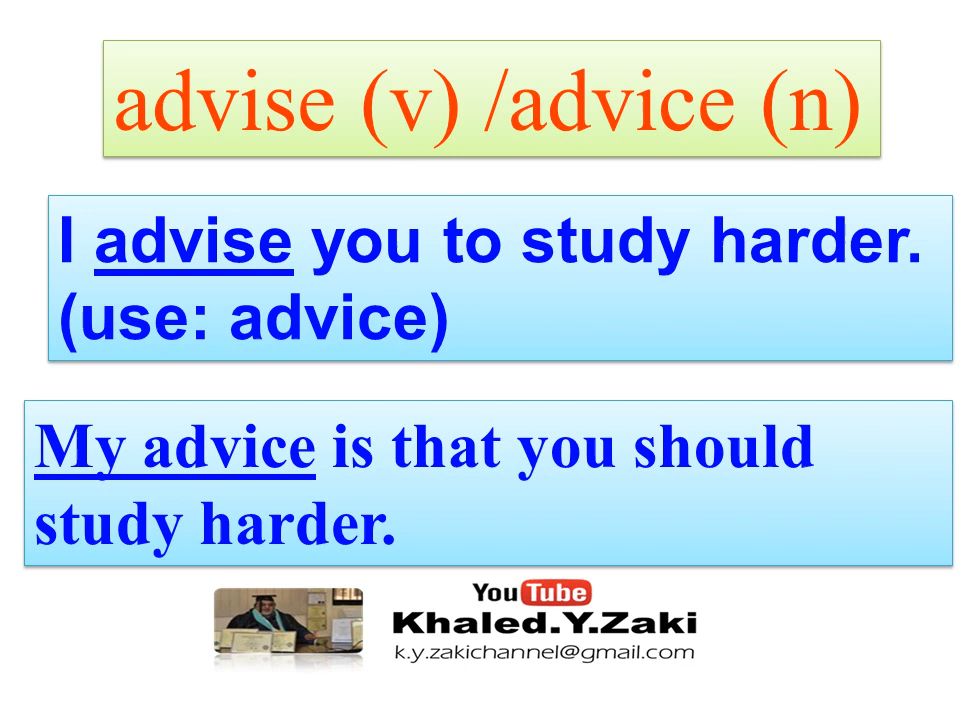 advise (v) /advice (n)
I advise you to study harder.
(use: advice)
My advice is that you should
study harder.
YouTube
Khaled.Y.Zaki
k.y.zakichannel@gmail.com